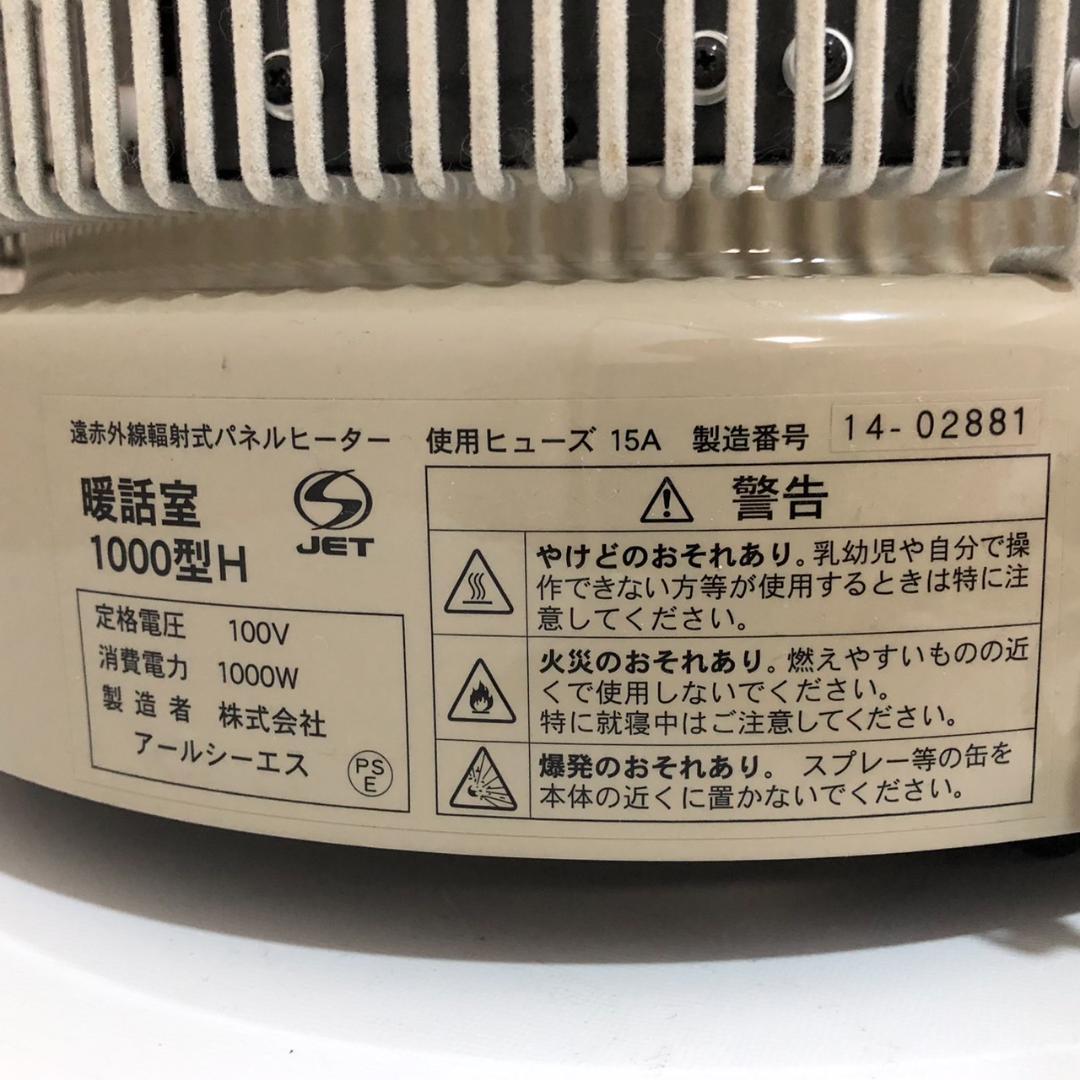 遠赤外線輻射式パネルヒーター
暖話室
1000型H
JET
定格電圧 100V
消費電力 1000W
製造者 株式会社
アールシーエス
PS
E
使用ヒューズ 15A 製造番号 14-02881
警告
やけどのおそれあり。乳幼児や自分で操
作できない方等が使用するときは特に注
意してください。
火災のおそれあり。燃えやすいものの近
くで使用しないでください。
特に就寝中はご注意してください。
爆発のおそれあり。 スプレー等の缶を
本体の近くに置かないでください。